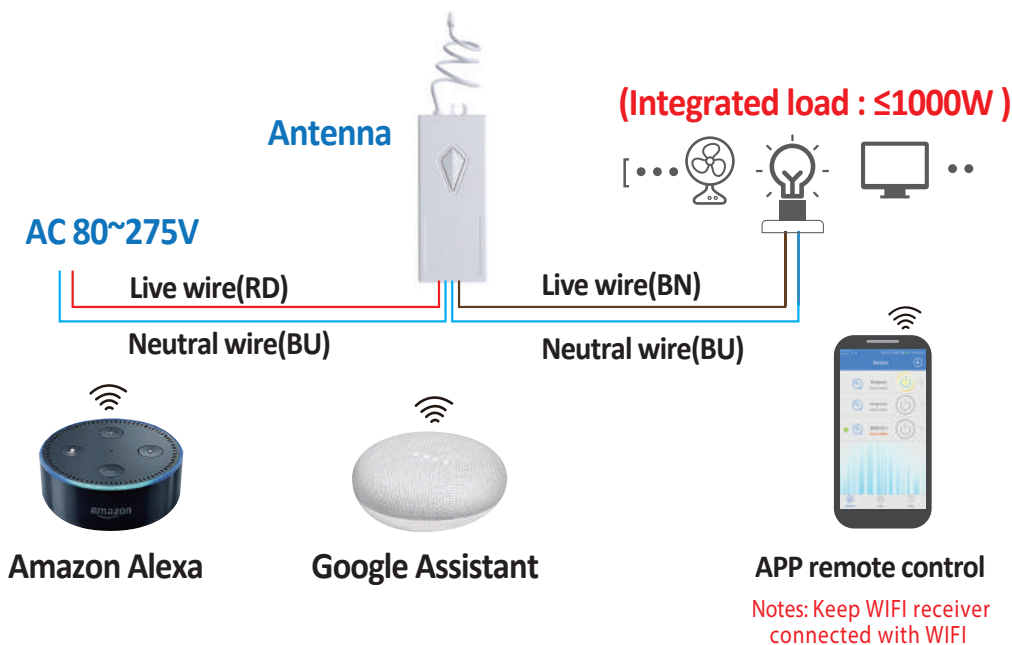 (Integrated load : ≤1000W )
Antenna
AC 80~275V
Live wire(RD)
Live wire(BN)
Neutral wire(BU)
Neutral wire(BU)
amazon
Amazon Alexa
Google Assistant
APP remote control
Notes: Keep WIFI receiver
connected with WIFI